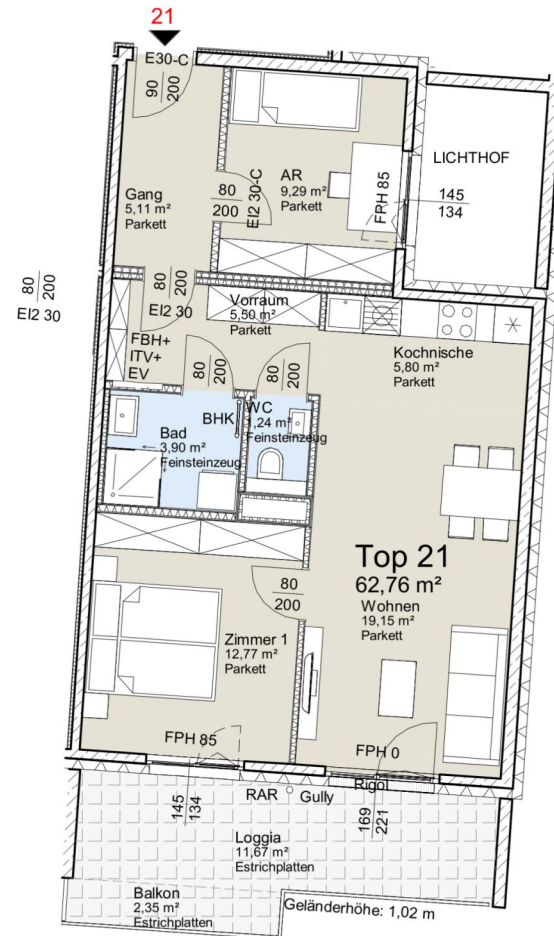 21
E30-C
90
200
AR
9,29 m²
Parkett
FPH 85
LICHTHOF
145
134
80
200
EI2 30-C
Gang
5,11 m²
Parkett
80
200
EI2 30
80
200
EI2 30
Vorraum
5,50 m²
Parkett
FBH+
ITV+
EV
Kochnische
5,80 m²
Parkett
80
200
80
200
BHK
WC
1,24 m²
Feinsteinzeug
Bad
3,90 m²
Feinsteinzeug
Top 21
62,76 m²
Wohnen
19,15 m²
Parkett
80
200
Zimmer 1
12,77 m²
Parkett
FPH 85
FPH 0
145
134
RAR
Gully
Rigol
169
221
Loggia
11,67 m²
Estrichplatten
Balkon
2,35 m²
Estrichplatten
Geländerhöhe: 1,02 m